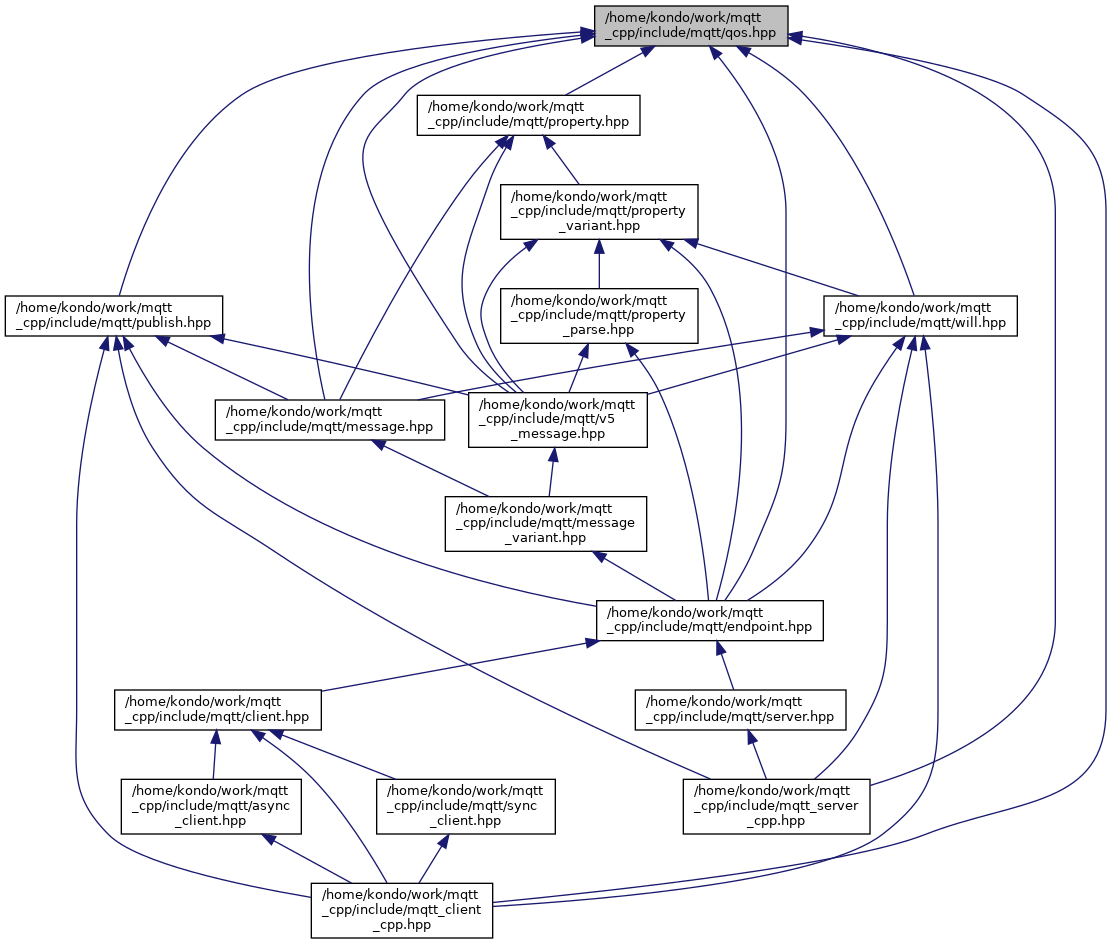 /home/kondo/work/mqtt
_cpp/include/mqtt/qos.hpp
/home/kondo/work/mqtt
_cpp/include/mqtt/property.hpp
/home/kondo/work/mqtt
_cpp/include/mqtt/property
_variant.hpp
/home/kondo/work/mqtt
_cpp/include/mqtt/publish.hpp
/home/kondo/work/mqtt
_cpp/include/mqtt/property
_parse.hpp
/home/kondo/work/mqtt
_cpp/include/mqtt/will.hpp
/home/kondo/work/mqtt
_cpp/include/mqtt/message.hpp
/home/kondo/work/mqtt
_cpp/include/mqtt/v5
_message.hpp
/home/kondo/work/mqtt
_cpp/include/mqtt/message
_variant.hpp
/home/kondo/work/mqtt
_cpp/include/mqtt/endpoint.hpp
/home/kondo/work/mqtt
_cpp/include/mqtt/client.hpp
/home/kondo/work/mqtt
_cpp/include/mqtt/server.hpp
/home/kondo/work/mqtt
_cpp/include/mqtt/async
_client.hpp
/home/kondo/work/mqtt
_cpp/include/mqtt/sync
_client.hpp
/home/kondo/work/mqtt
_cpp/include/mqtt_server
_cpp.hpp
/home/kondo/work/mqtt
_cpp/include/mqtt_client
_cpp.hpp